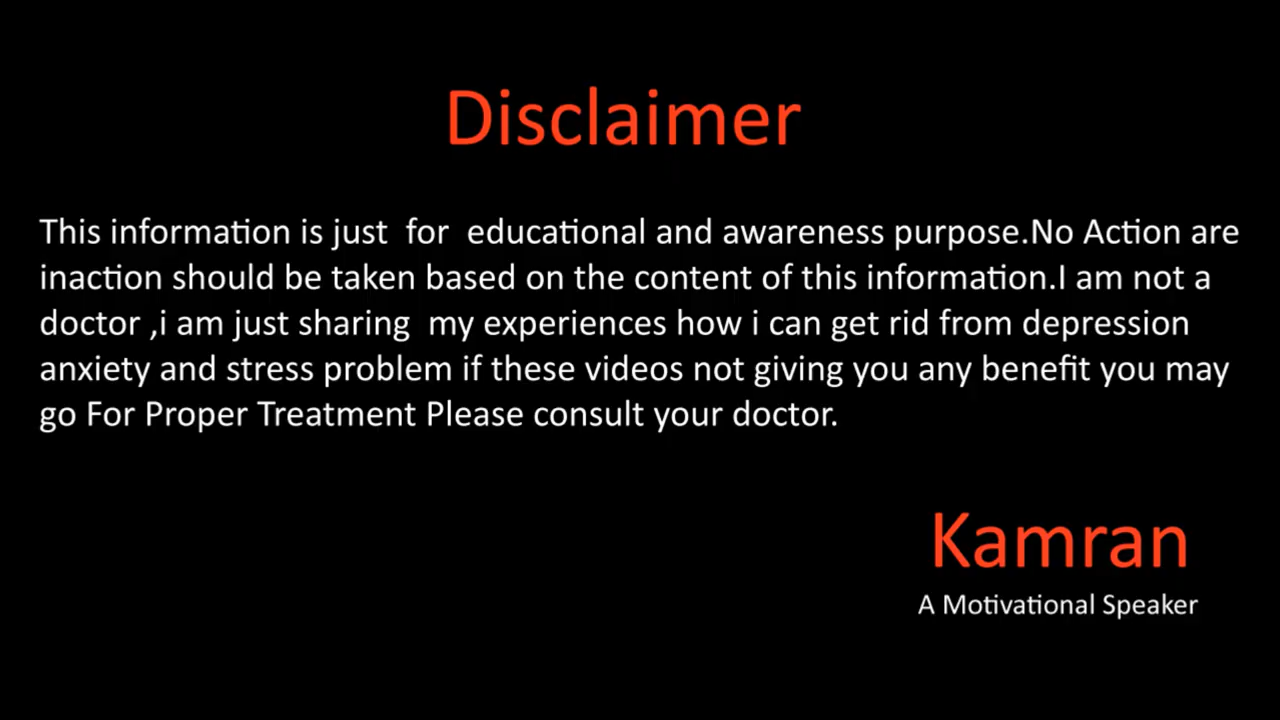 Disclaimer
This information is just  for  educational and awareness purpose.No Action are
inaction should be taken based on the content of this information.I am not a
doctor ,i am just sharing  my experiences how i can get rid from depression
anxiety and stress problem if these videos not giving you any benefit you may
go For Proper Treatment Please consult your doctor.
Kamran
A Motivational Speaker